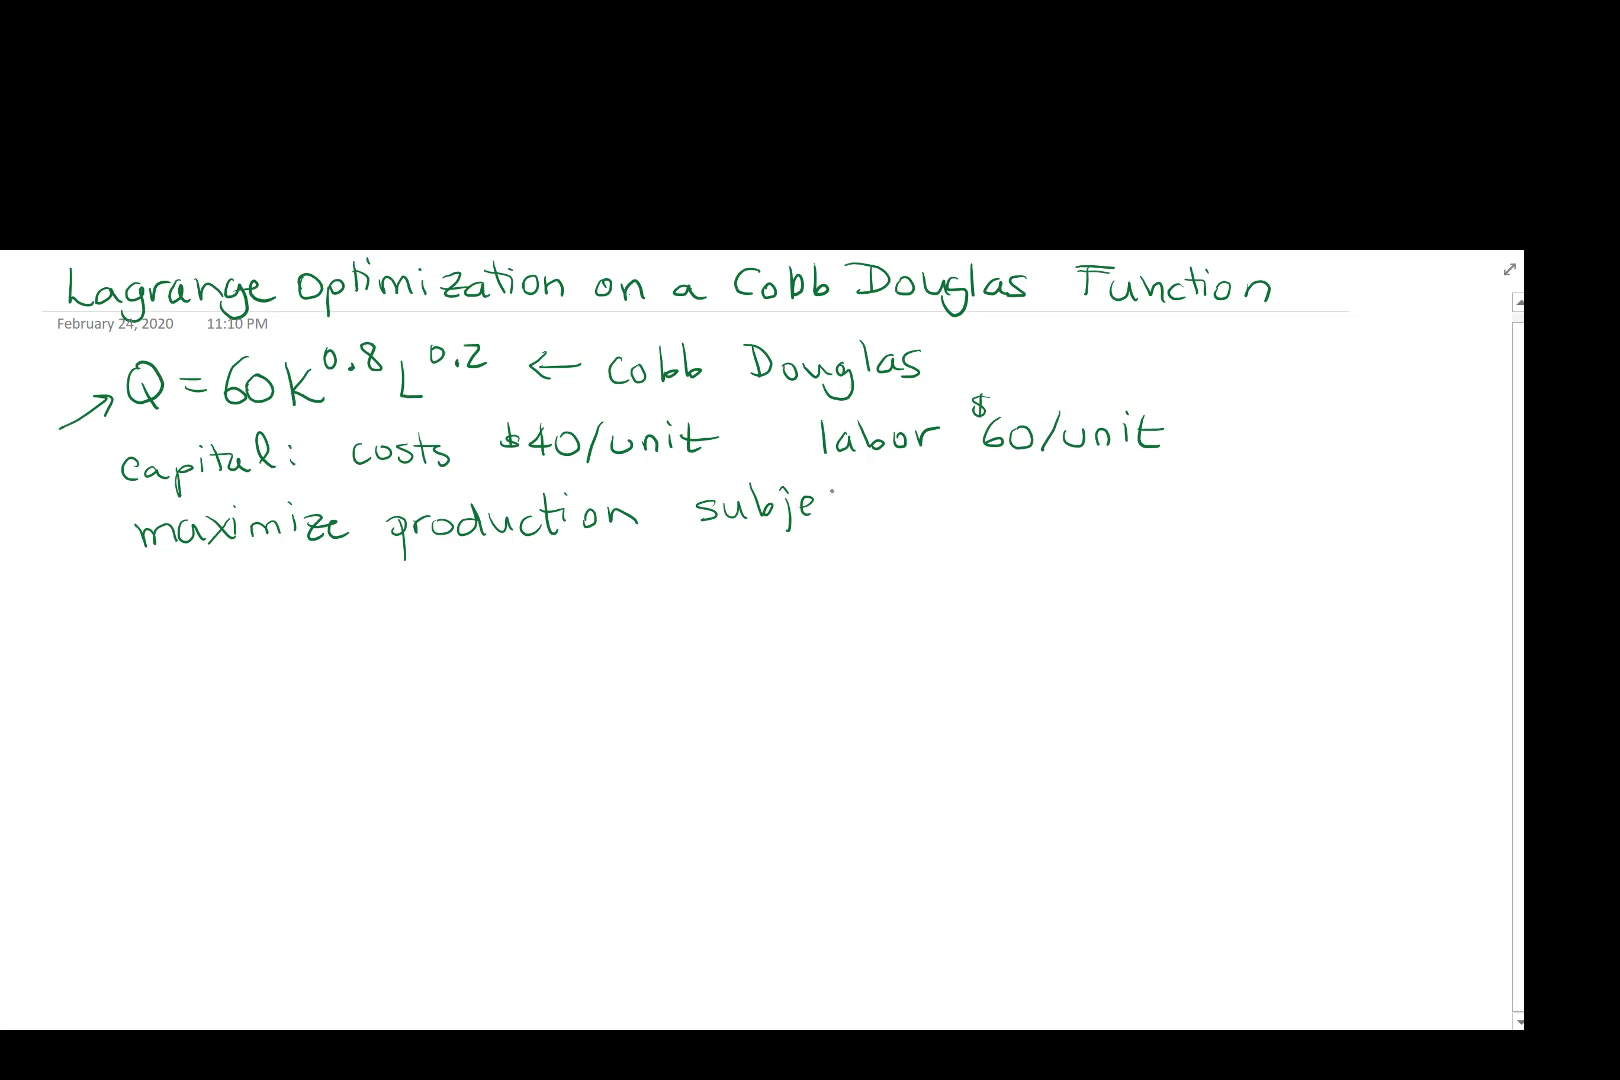 Lagrange Optimization on a Cobb Douglas Function
February 24, 2020 11:10 PM
Q = 60K^0.8 L^0.2 ← Cobb Douglas
capital: costs $40/unit labor $60/unit
maximize production subje